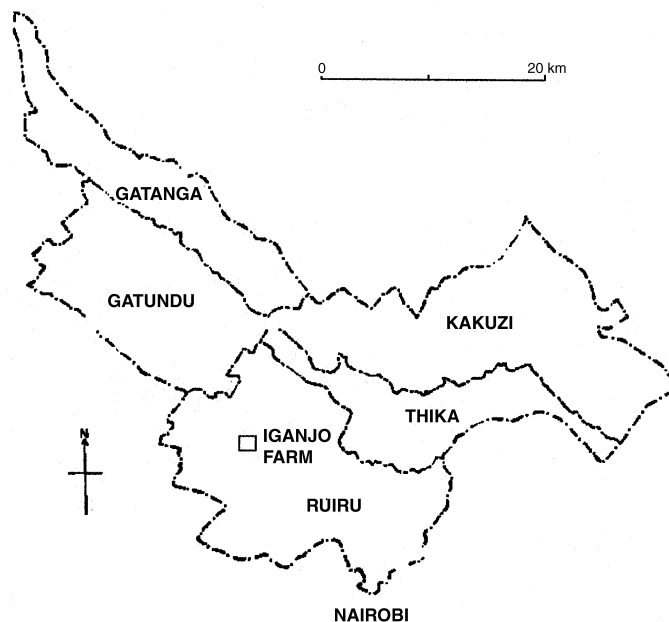 0 20 km
GATANGA
GATUNDU
KAKUZI
THIKA
IGANJO
FARM
N
RUIRU
NAIROBI